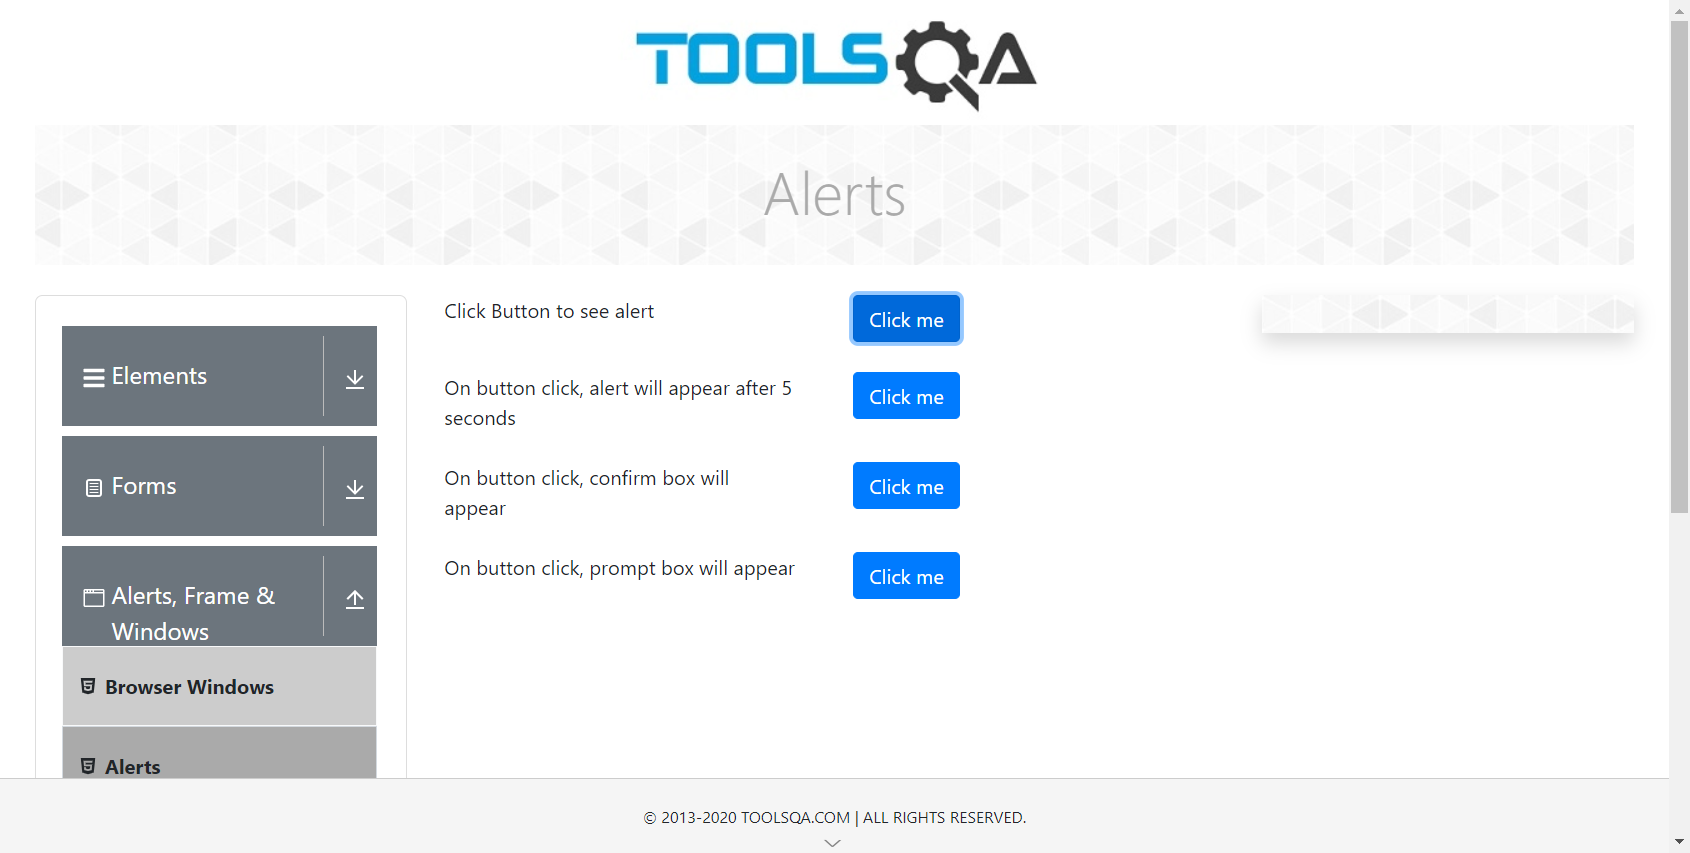 TOOLSQA
Alerts
Elements
Forms
Alerts, Frame &
Windows
Browser Windows
Alerts
Click Button to see alert
Click me
On button click, alert will appear after 5
seconds
Click me
On button click, confirm box will
appear
Click me
On button click, prompt box will appear
Click me
© 2013-2020 TOOLSQA.COM | ALL RIGHTS RESERVED.